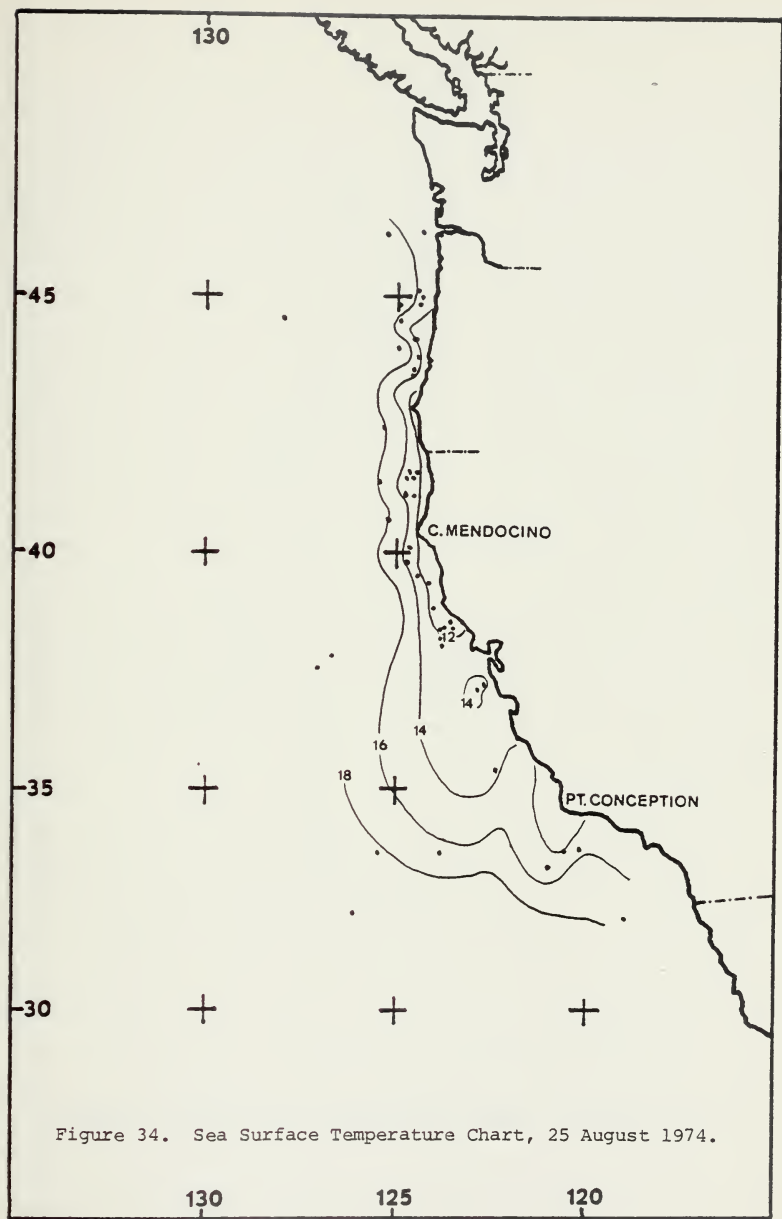 130
45
C. MENDOCINO
40
12
14
14
16
18
35
PT. CONCEPTION
30
Figure 34. Sea Surface Temperature Chart, 25 August 1974.
130 125 120